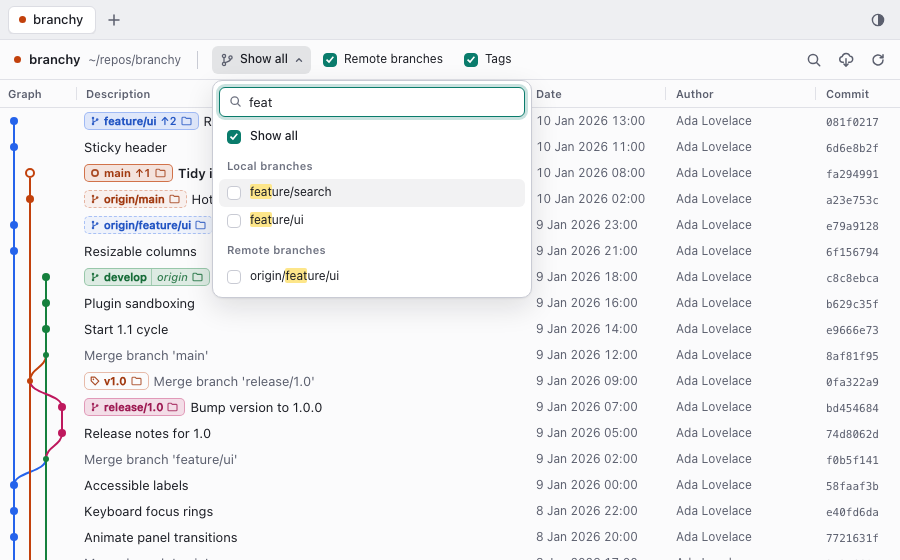 branchy
branchy ~/repos/branchy Show all Remote branches Tags
Graph Description Date Author Commit
feat
Show all
Local branches
feature/search
feature/ui
Remote branches
origin/feature/ui
feature/ui ↑2 R 10 Jan 2026 13:00 Ada Lovelace 081f0217
Sticky header 10 Jan 2026 11:00 Ada Lovelace 6d6e8b2f
main ↑1 Tidy i 10 Jan 2026 08:00 Ada Lovelace fa294991
origin/main Hot 10 Jan 2026 02:00 Ada Lovelace a23e753c
origin/feature/ui 9 Jan 2026 23:00 Ada Lovelace e79a9128
Resizable columns 9 Jan 2026 21:00 Ada Lovelace 6f156794
develop origin 9 Jan 2026 18:00 Ada Lovelace c8c8ebca
Plugin sandboxing 9 Jan 2026 16:00 Ada Lovelace b629c35f
Start 1.1 cycle 9 Jan 2026 14:00 Ada Lovelace e9666e73
Merge branch 'main' 9 Jan 2026 12:00 Ada Lovelace 8af81f95
v1.0 Merge branch 'release/1.0' 9 Jan 2026 09:00 Ada Lovelace 0fa322a9
release/1.0 Bump version to 1.0.0 9 Jan 2026 07:00 Ada Lovelace bd454684
Release notes for 1.0 9 Jan 2026 05:00 Ada Lovelace 74d8062d
Merge branch 'feature/ui' 9 Jan 2026 02:00 Ada Lovelace f0b5f141
Accessible labels 9 Jan 2026 00:00 Ada Lovelace 58faaf3b
Keyboard focus rings 8 Jan 2026 22:00 Ada Lovelace e40fd6da
Animate panel transitions 8 Jan 2026 20:00 Ada Lovelace 7721631f